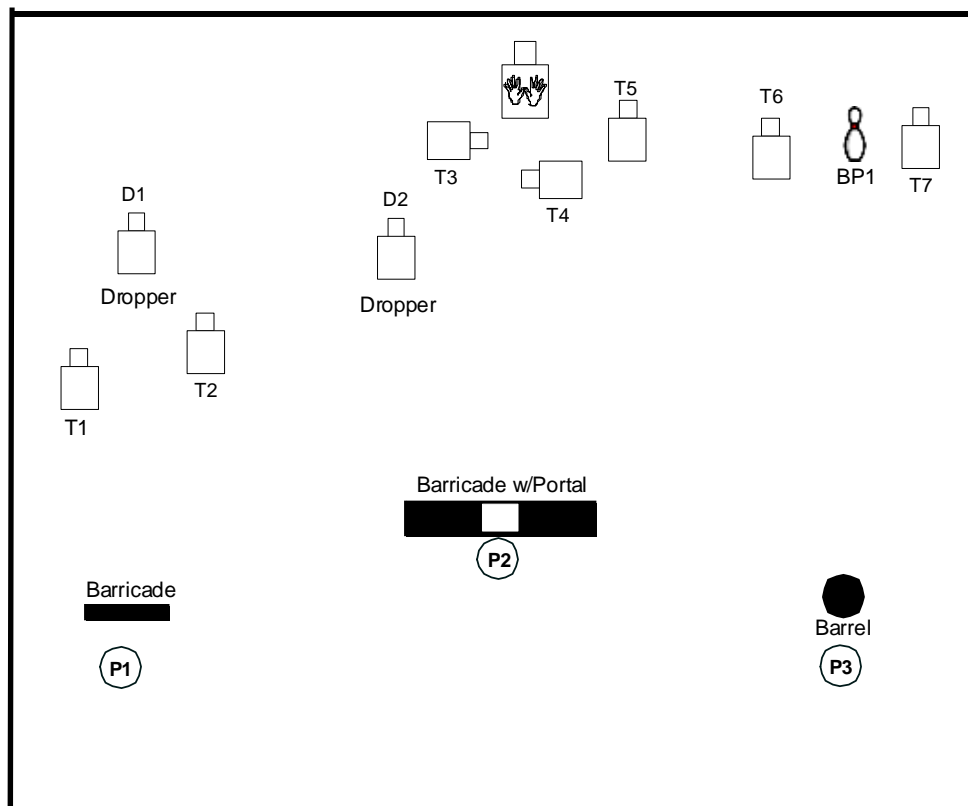 T5
T6
T3
BP1
T7
D1
D2
T4
Dropper
Dropper
T2
T1
Barricade w/Portal
P2
Barricade
Barrel
P1
P3